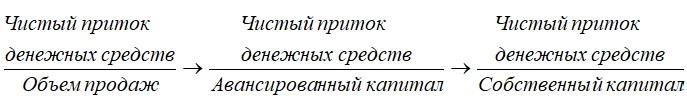 Чистый приток Чистый приток Чистый приток
денежных средств → денежных средств → денежных средств
Объем продаж Авансированный капитал Собственный капитал